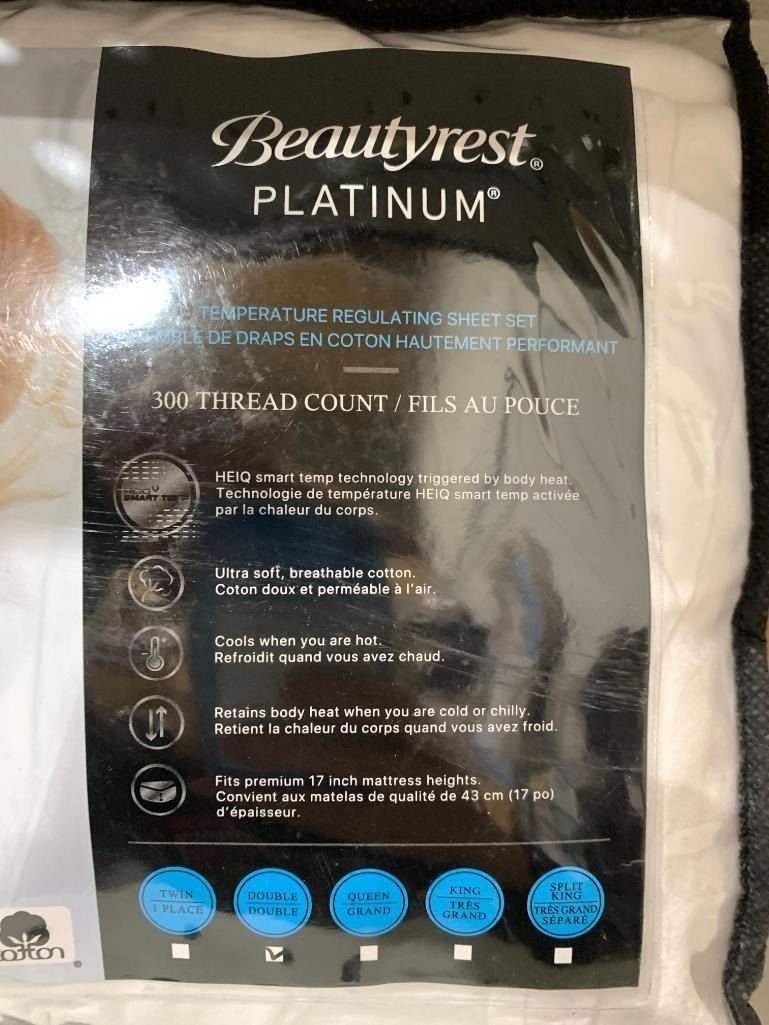 Beautyrest®
PLATINUM®
TEMPERATURE REGULATING SHEET SET
DE DRAPS EN COTON HAUTEMENT PERFORMANT
300 THREAD COUNT / FILS AU POUCE
HEIQ
SMART TEMP
HEIQ smart temp technology triggered by body heat.
Technologie de température HEIQ smart temp activée
par la chaleur du corps.
Ultra soft, breathable cotton.
Coton doux et perméable à l'air.
Cools when you are hot.
Refroidit quand vous avez chaud.
Retains body heat when you are cold or chilly.
Retient la chaleur du corps quand vous avez froid.
Fits premium 17 inch mattress heights.
Convient aux matelas de qualité de 43 cm (17 po)
d'épaisseur.
TWIN
1 PLACE
DOUBLE
DOUBLE
QUEEN
GRAND
KING
TRÈS
GRAND
SPLIT
KING
TRÈS GRAND
SÉPARÉ
cotton®